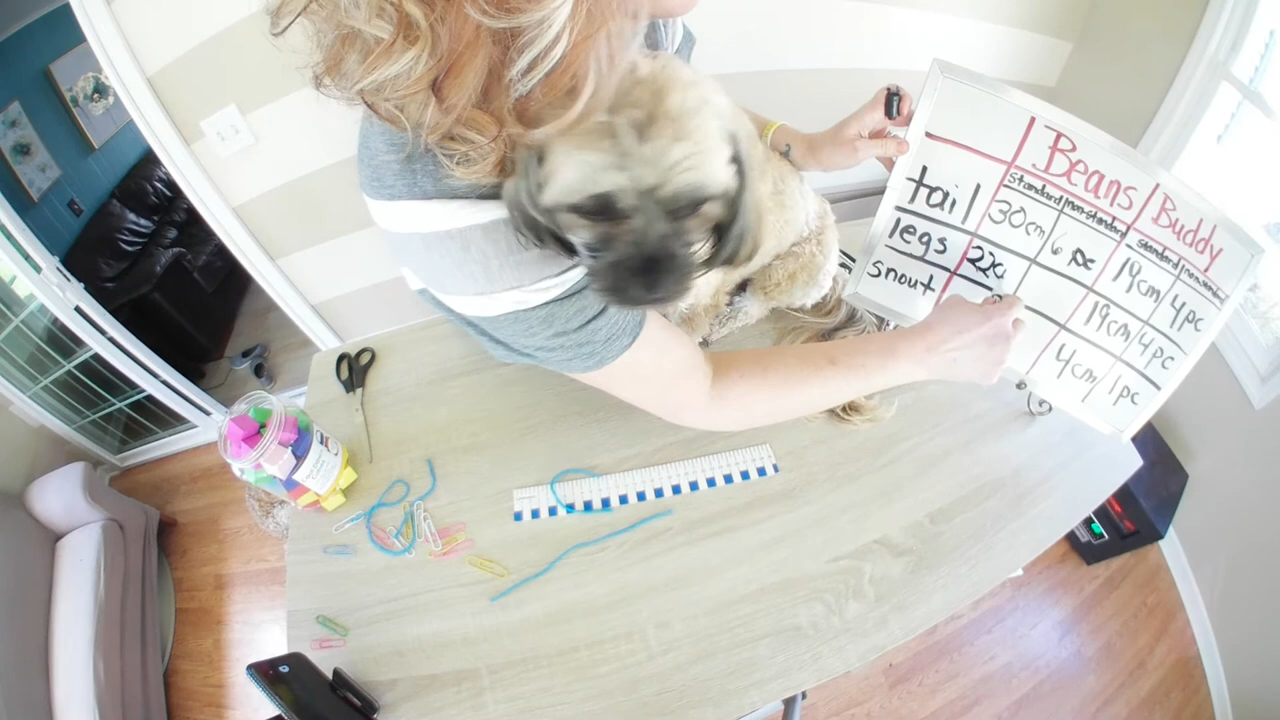 Beans Buddy
standard/non-standard standard/non-standard
tail 30cm 6 pc 19cm 4pc
legs 22c 19cm 4pc
snout 4cm 1pc